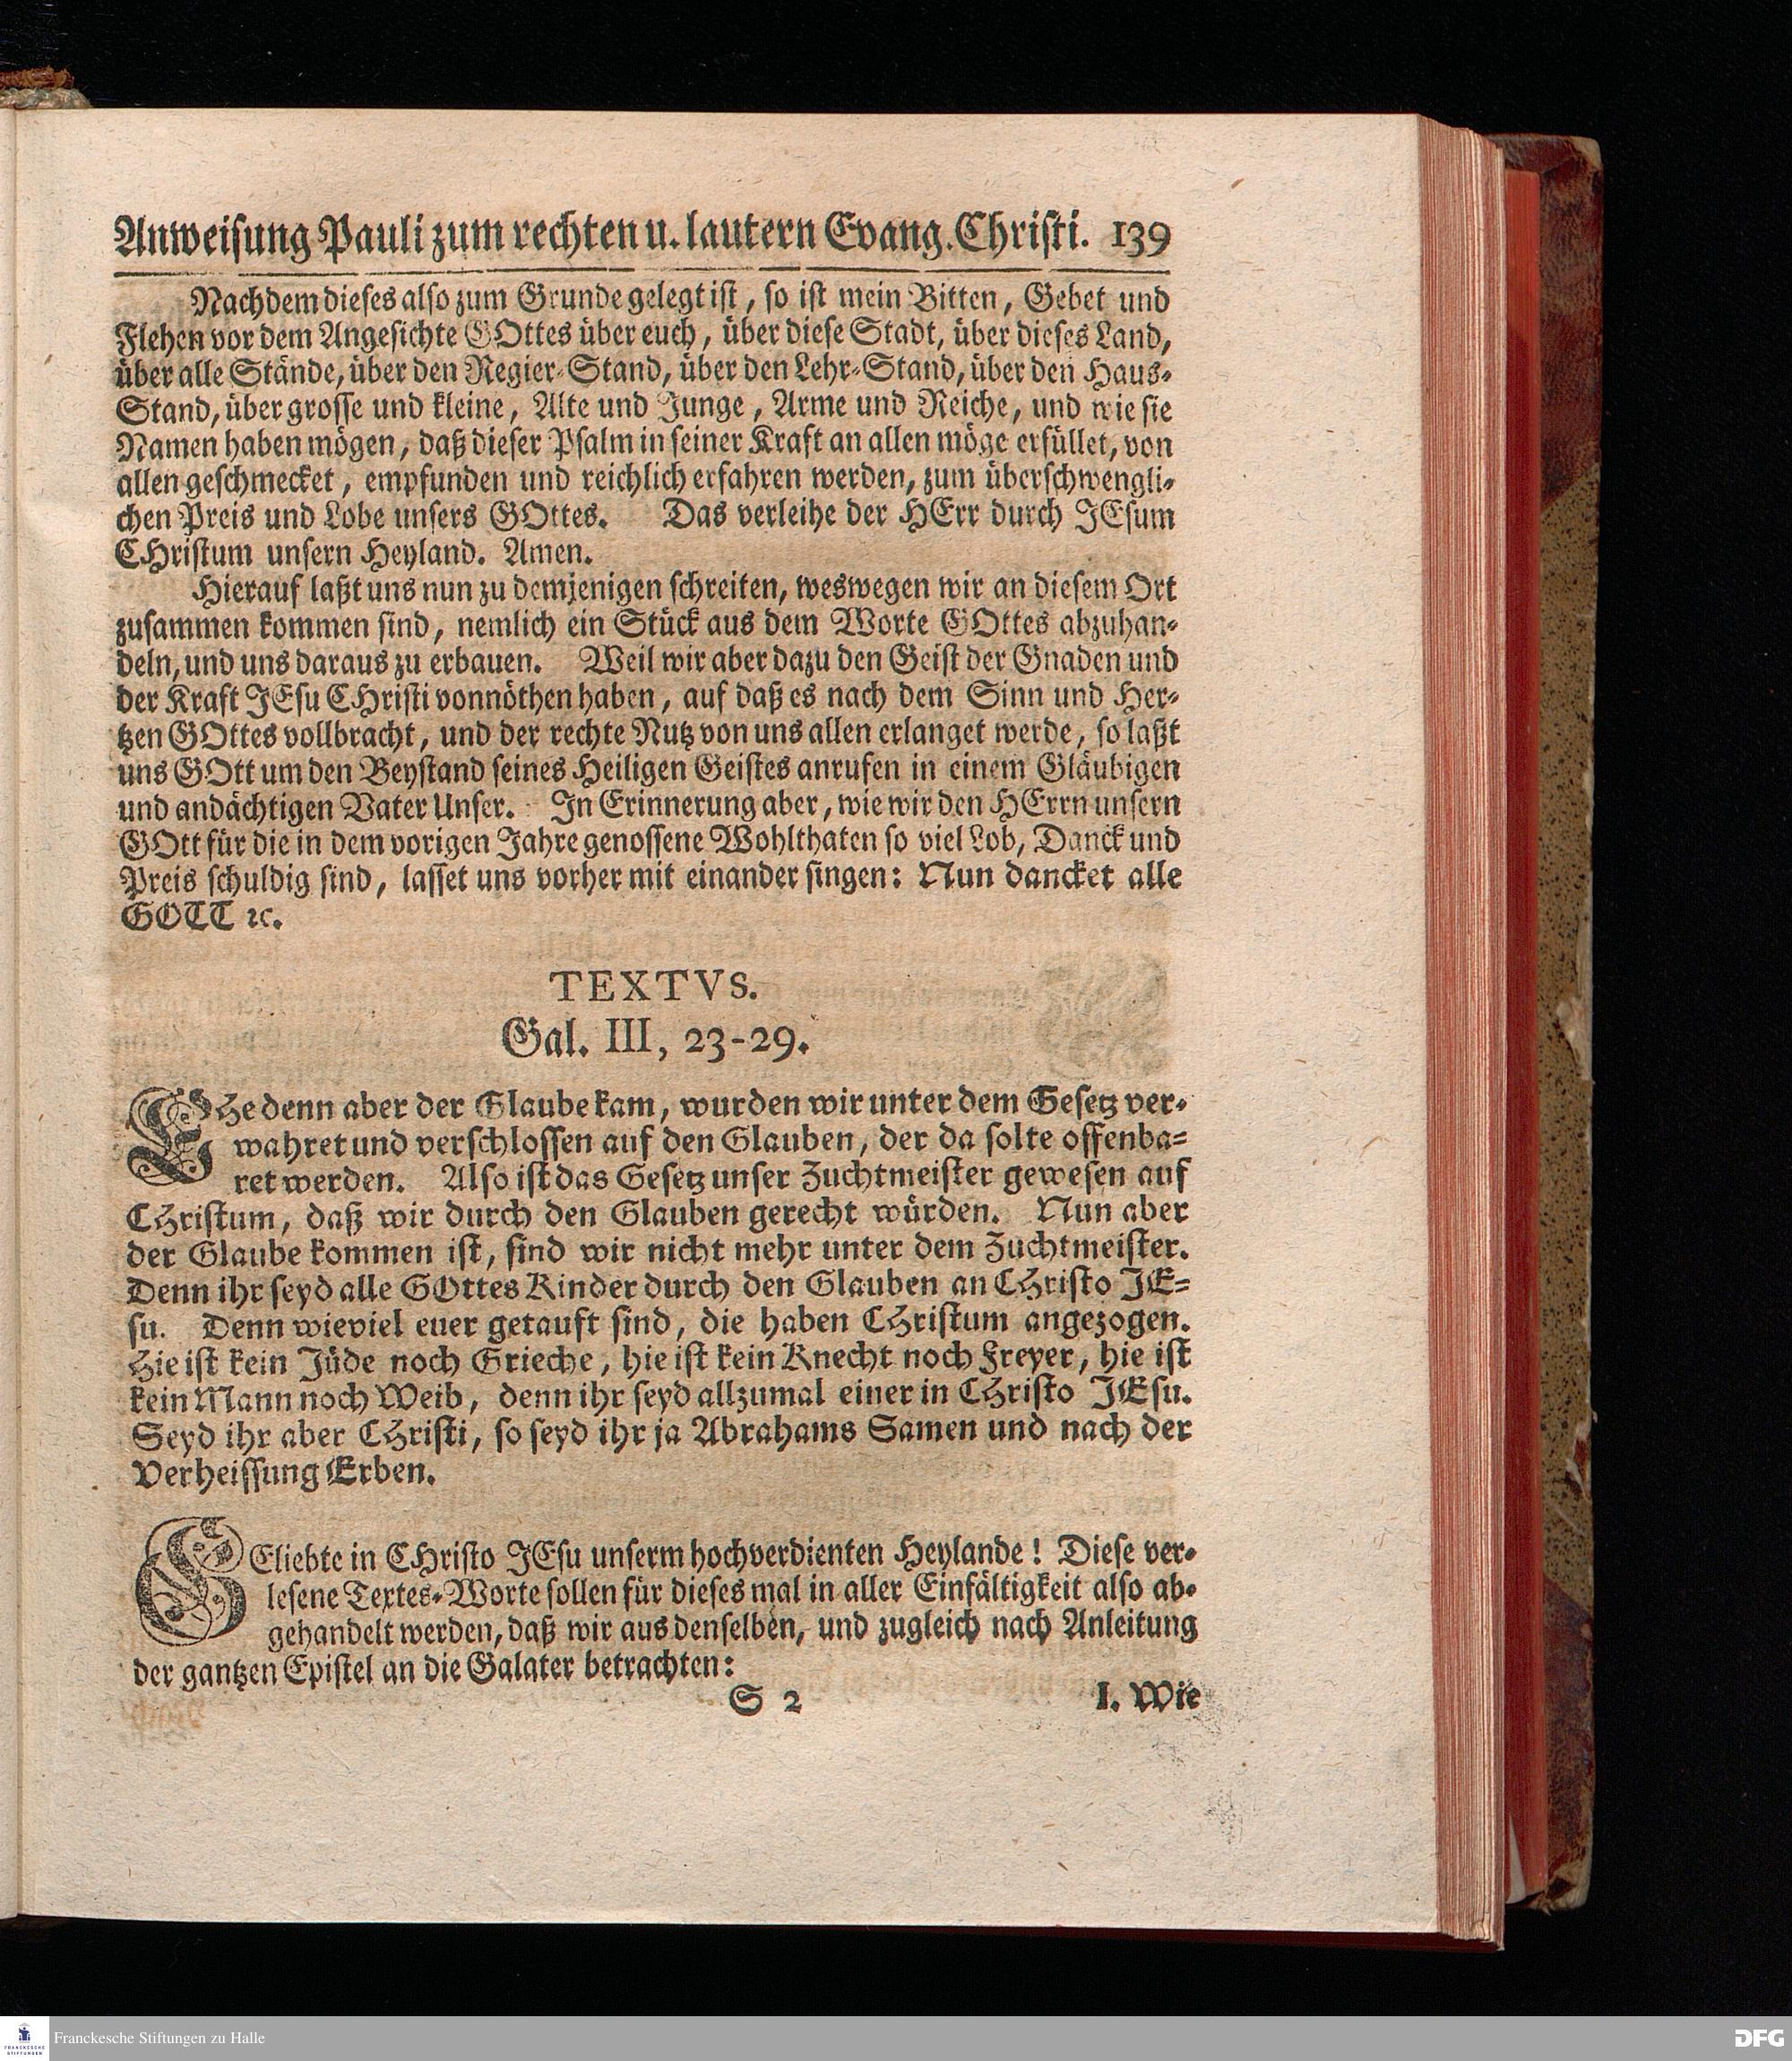 Anweisung Pauli zum rechten u. lautern Evang. Christi. 139
Nachdem dieses also zum Grunde gelegt ist, so ist mein Bitten, Gebet und
Flehen vor dem Angesichte GOttes über euch, über diese Stadt, über dieses Land,
über alle Stände, über den Regier-Stand, über den Lehr-Stand, über den Haus-
Stand, über grosse und kleine, Alte und Junge, Arme und Reiche, und wie sie
Namen haben mögen, daß dieser Psalm in seiner Kraft an allen möge erfüllet, von
allen geschmecket, empfunden und reichlich erfahren werden, zum überschwengli-
chen Preis und Lobe unsers GOttes. Das verleihe der HErr durch JEsum
CHristum unsern Heyland. Amen.
Hierauf laßt uns nun zu demjenigen schreiten, weswegen wir an diesem Ort
zusammen kommen sind, nemlich ein Stück aus dem Worte GOttes abzuhan-
deln, und uns daraus zu erbauen. Weil wir aber dazu den Geist der Gnaden und
der Kraft JEsu CHristi vonnöthen haben, auf daß es nach dem Sinn und Her-
tzen GOttes vollbracht, und der rechte Nutz von uns allen erlanget werde, so laßt
uns GOtt um den Beystand seines Heiligen Geistes anrufen in einem Gläubigen
und andächtigen Vater Unser. In Erinnerung aber, wie wir den HErrn unsern
GOtt für die in dem vorigen Jahre genossene Wohlthaten so viel Lob, Danck und
Preis schuldig sind, lasset uns vorher mit einander singen: Nun dancket alle
GOTT ꝛc.
TEXTVS.
Gal. III, 23-29.
EHe denn aber der Glaube kam, wurden wir unter dem Gesetz ver-
wahret und verschlossen auf den Glauben, der da solte offenba-
ret werden. Also ist das Gesetz unser Zuchtmeister gewesen auf
CHristum, daß wir durch den Glauben gerecht würden. Nun aber
der Glaube kommen ist, sind wir nicht mehr unter dem Zuchtmeister.
Denn ihr seyd alle GOttes Kinder durch den Glauben an CHristo JE-
su. Denn wieviel euer getauft sind, die haben CHristum angezogen.
Hie ist kein Jüde noch Grieche, hie ist kein Knecht noch Freyer, hie ist
kein Mann noch Weib, denn ihr seyd allzumal einer in CHristo JEsu.
Seyd ihr aber CHristi, so seyd ihr ja Abrahams Samen und nach der
Verheissung Erben.
GEliebte in CHristo JEsu unserm hochverdienten Heylande! Diese ver-
lesene Textes-Worte sollen für dieses mal in aller Einfältigkeit also ab-
gehandelt werden, daß wir aus denselben, und zugleich nach Anleitung
der gantzen Epistel an die Galater betrachten:
S 2 I. Wie
FRANCKESCHE
STIFTUNGEN
Franckesche Stiftungen zu Halle
DFG